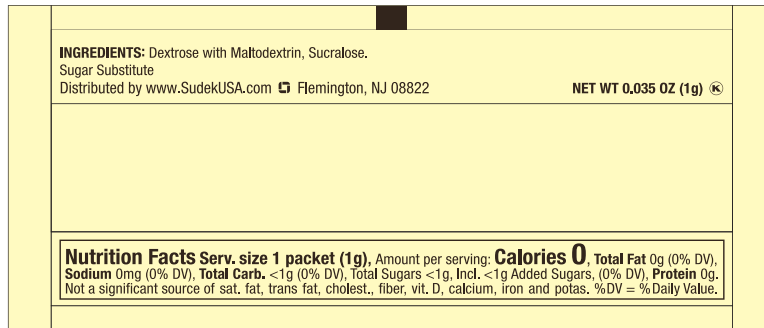 INGREDIENTS: Dextrose with Maltodextrin, Sucralose.
Sugar Substitute
Distributed by www.SudekUSA.com Flemington, NJ 08822
NET WT 0.035 OZ (1g) K
Nutrition Facts Serv. size 1 packet (1g), Amount per serving: Calories 0, Total Fat 0g (0% DV),
Sodium 0mg (0% DV), Total Carb. <1g (0% DV), Total Sugars <1g, Incl. <1g Added Sugars, (0% DV), Protein 0g.
Not a significant source of sat. fat, trans fat, cholest., fiber, vit. D, calcium, iron and potas. %DV = %Daily Value.